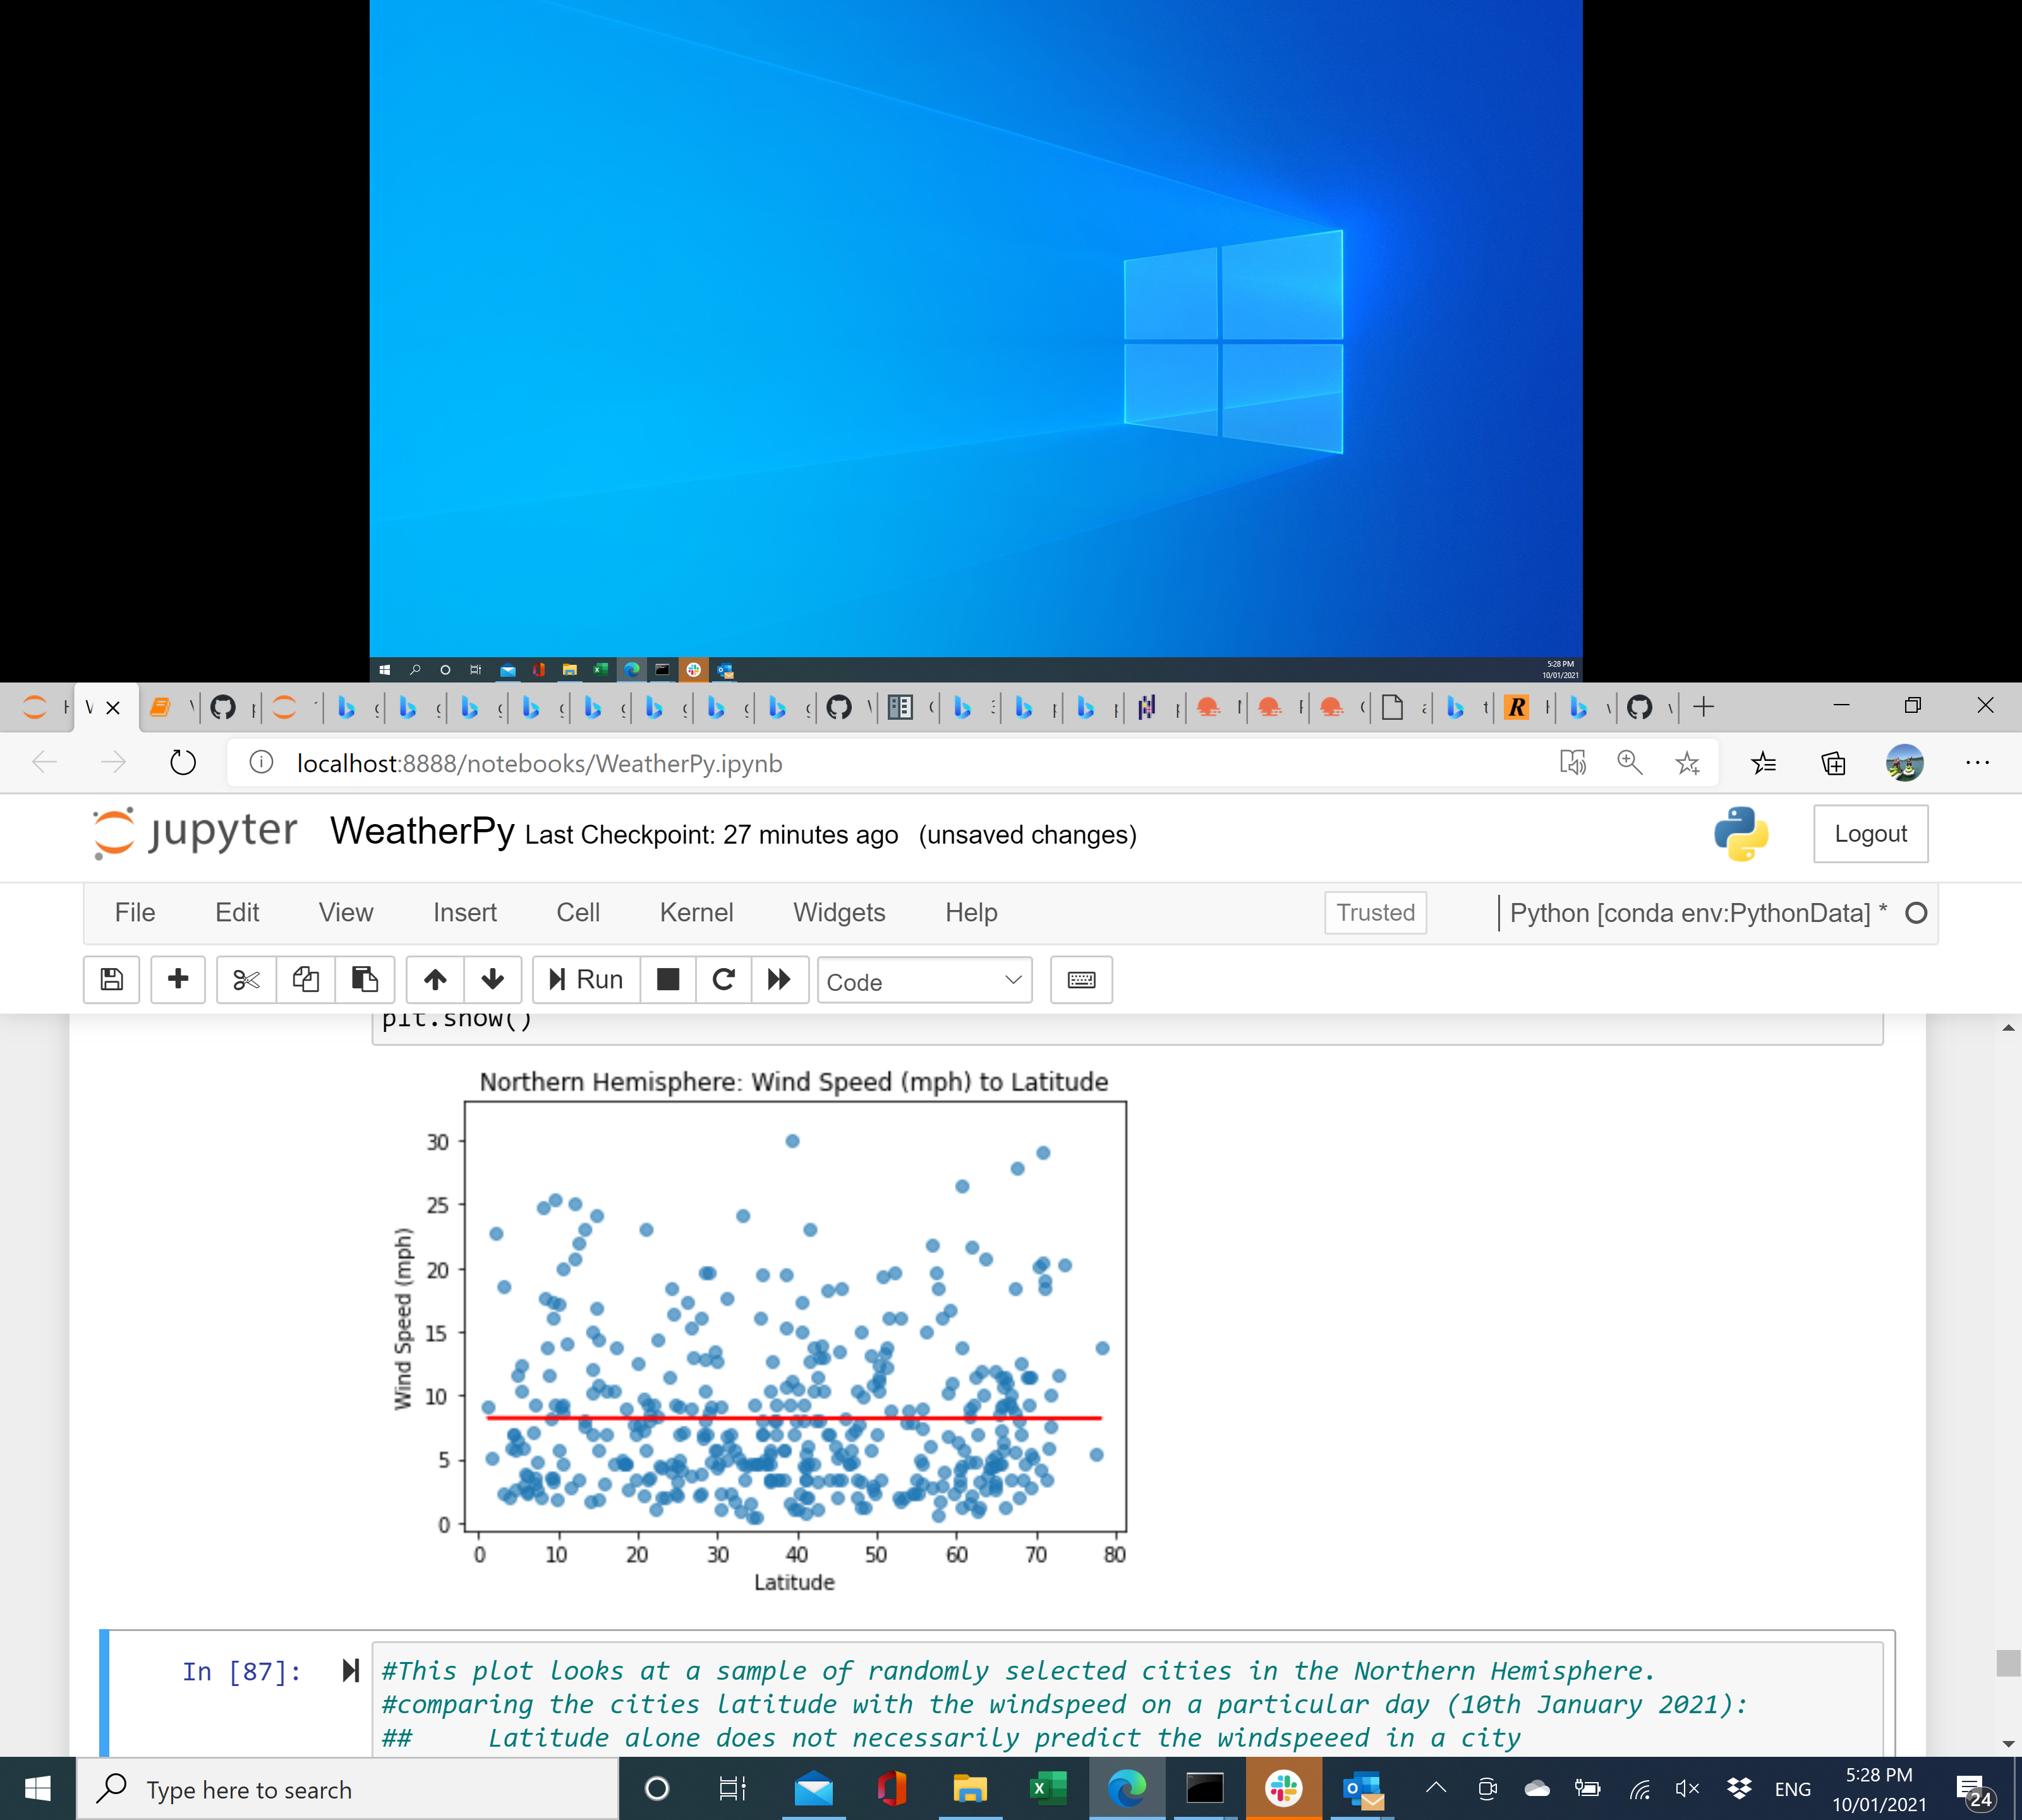 5:28 PM
10/01/2021
localhost:8888/notebooks/WeatherPy.ipynb
jupyter WeatherPy Last Checkpoint: 27 minutes ago (unsaved changes)
Logout
File Edit View Insert Cell Kernel Widgets Help Trusted Python [conda env:PythonData] *
Run Code
plt.show()
Northern Hemisphere: Wind Speed (mph) to Latitude
30
25
20
15
10
5
0
Wind Speed (mph)
0 10 20 30 40 50 60 70 80
Latitude
In [87]:
#This plot looks at a sample of randomly selected cities in the Northern Hemisphere.
#comparing the cities latitude with the windspeed on a particular day (10th January 2021):
## Latitude alone does not necessarily predict the windspeeed in a city
Type here to search
ENG
5:28 PM
10/01/2021
24